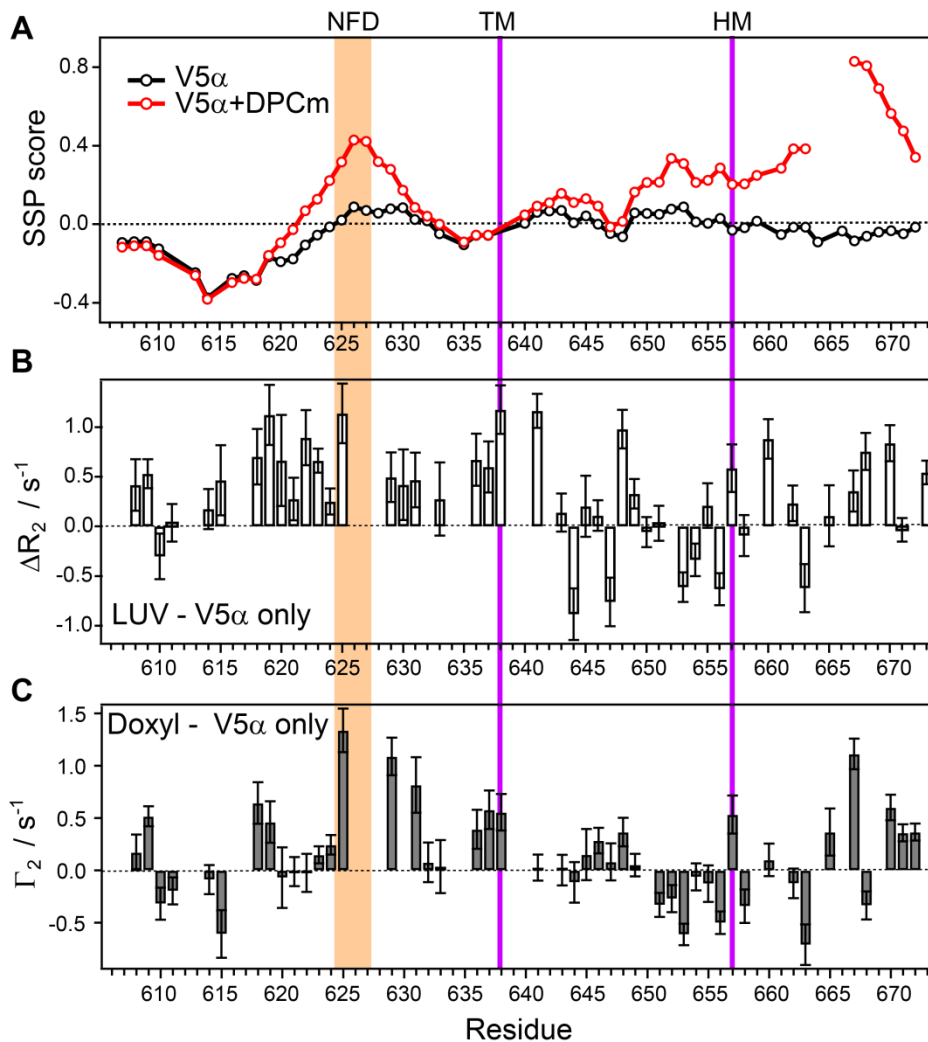 NFD TM HM
A
SSP score
0.8
0.4
0.0
-0.4
V5α
V5α+DPCm
610 615 620 625 630 635 640 645 650 655 660 665 670
B
ΔR₂ / s⁻¹
1.0
0.5
0.0
-0.5
-1.0
LUV - V5α only
610 615 620 625 630 635 640 645 650 655 660 665 670
C
Γ₂ / s⁻¹
1.5
1.0
0.5
0.0
-0.5
Doxyl - V5α only
610 615 620 625 630 635 640 645 650 655 660 665 670
Residue